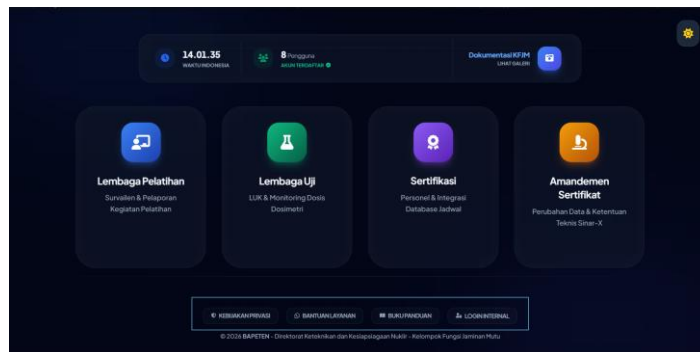 14.01.35
WAKTU INDONESIA
8 Pengguna
AKUN TERDAFTAR
Dokumentasi KFJM
LIHAT GALERI
Lembaga Pelatihan
Survailen & Pelaporan
Kegiatan Pelatihan
Lembaga Uji
LUK & Monitoring Dosis
Dosimetri
Sertifikasi
Personel & Integrasi
Database Jadwal
Amandemen
Sertifikat
Perubahan Data & Ketentuan
Teknis Sinar-X
KEBIJAKAN PRIVASI
BANTUAN LAYANAN
BUKU PANDUAN
LOGIN INTERNAL
© 2026 BAPETEN - Direktorat Keteknikan dan Kesiapsiagaan Nuklir - Kelompok Fungsi Jaminan Mutu